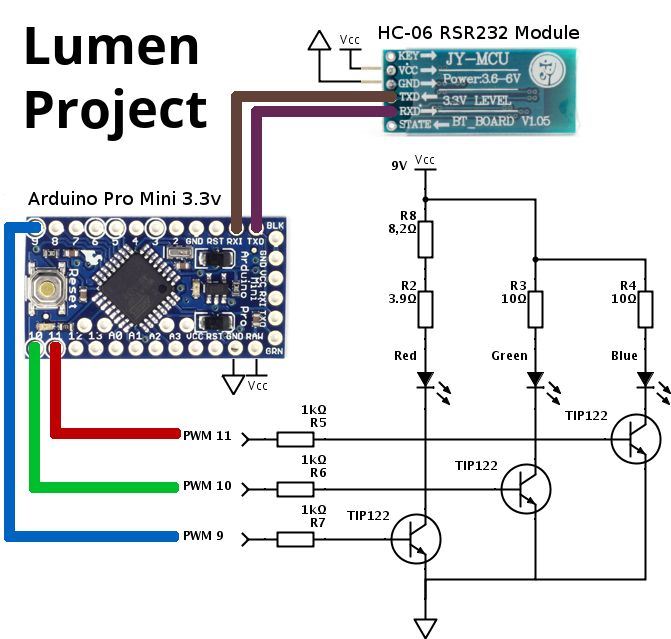 Lumen
Project
HC-06 RSR232 Module
Vcc
KEY
VCC
GND
TXD
RXD
STATE
JY-MCU
Power:3.6-6V
3.3V LEVEL
BT_BOARD V1.05
Arduino Pro Mini 3.3v
9 8 7 6 5 4 3 2 GND RST RXI TXO BLK
GND VCC RXI TXO
GRN
Reset
Arduino Pro
10 11 12 13 A0 A1 A2 A3 VCC RST GND RAW
Vcc
9V Vcc
R8
8,2Ω
R2
3.9Ω
R3
10Ω
R4
10Ω
Red
Green
Blue
PWM 11
1kΩ
R5
TIP122
PWM 10
1kΩ
R6
TIP122
PWM 9
1kΩ
R7
TIP122